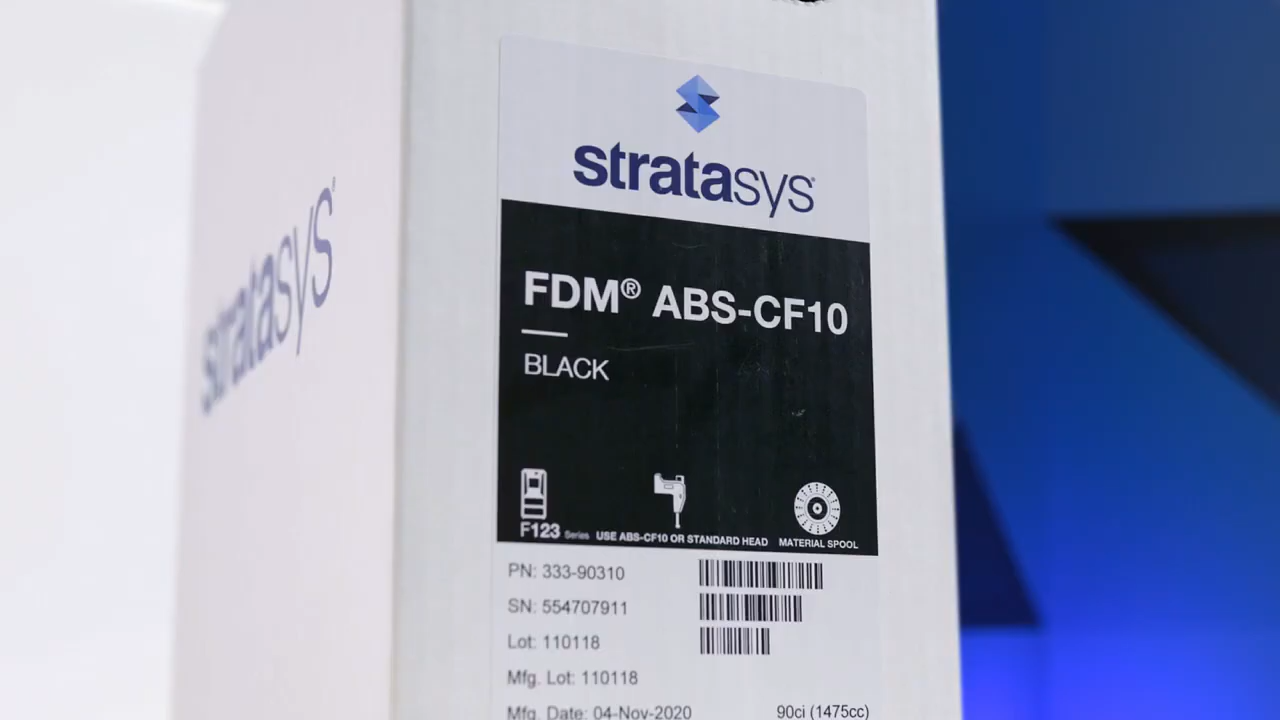 stratasys
stratasys
FDM® ABS-CF10
BLACK
F123 Series USE ABS-CF10 OR STANDARD HEAD MATERIAL SPOOL
PN: 333-90310
SN: 554707911
Lot: 110118
Mfg. Lot: 110118
Mfg. Date: 04-Nov-2020 90ci (1475cc)